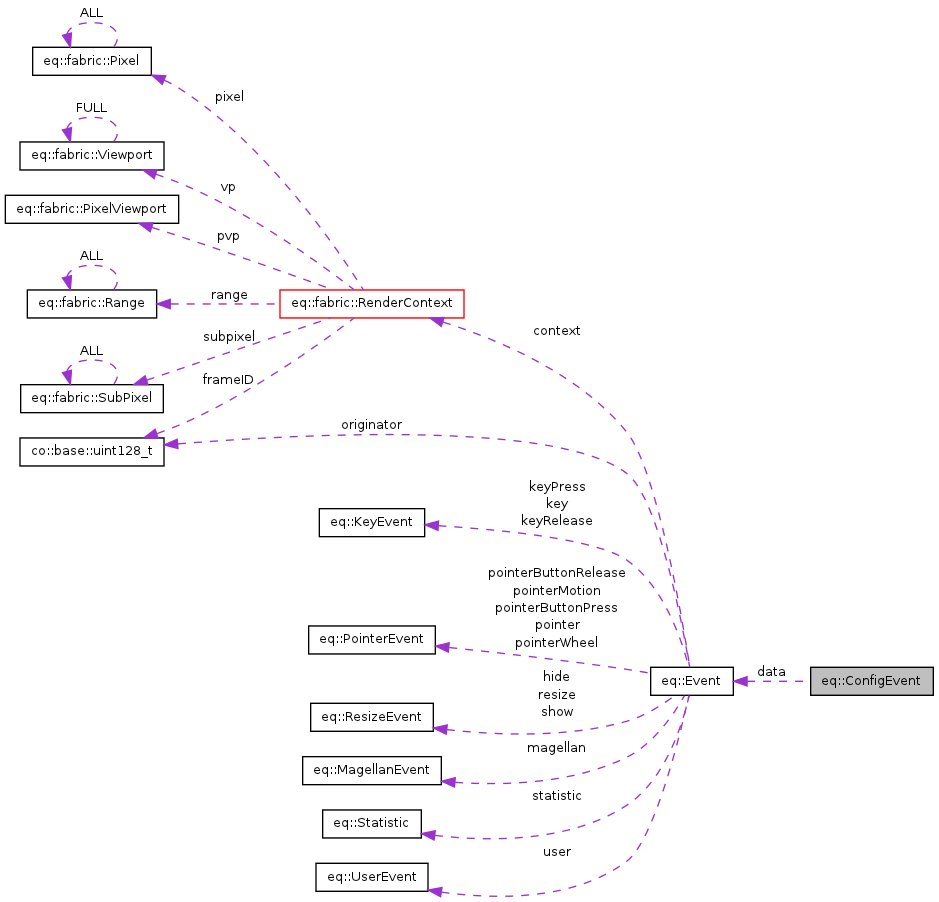 ALL
eq::fabric::Pixel
pixel
FULL
eq::fabric::Viewport
vp
eq::fabric::PixelViewport
pvp
ALL
eq::fabric::Range
range
eq::fabric::RenderContext
context
subpixel
ALL
eq::fabric::SubPixel
frameID
co::base::uint128_t
originator
keyPress
key
keyRelease
eq::KeyEvent
pointerButtonRelease
pointerMotion
pointerButtonPress
pointer
pointerWheel
eq::PointerEvent
hide
resize
show
eq::ResizeEvent
eq::Event
data
eq::ConfigEvent
magellan
eq::MagellanEvent
statistic
eq::Statistic
user
eq::UserEvent